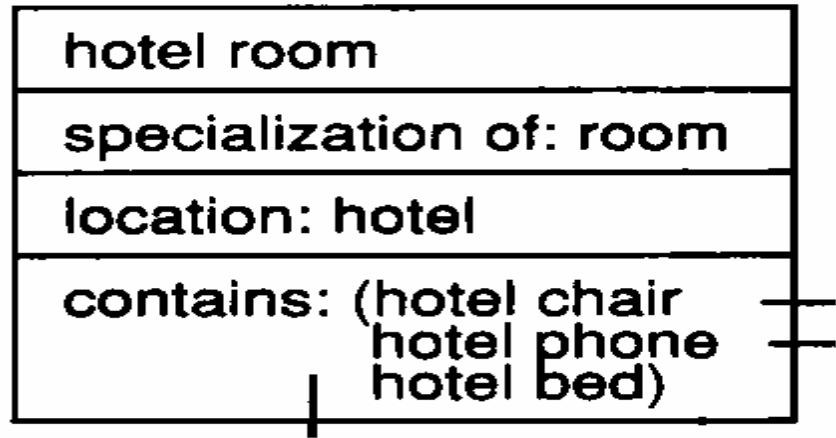 hotel room
specialization of: room
location: hotel
contains: (hotel chair
hotel phone
hotel bed)